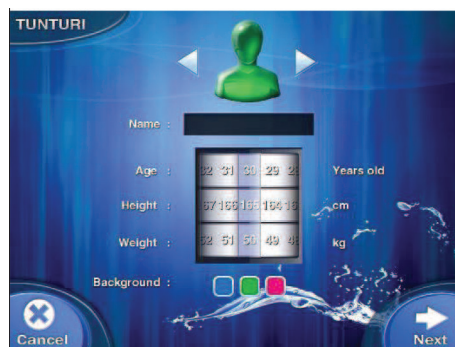 TUNTURI
Name :
Age : 32 31 30 29 Years old
Height : 167 166 165 164 cm
Weight : 52 51 50 49 kg
Background :
Cancel
Next